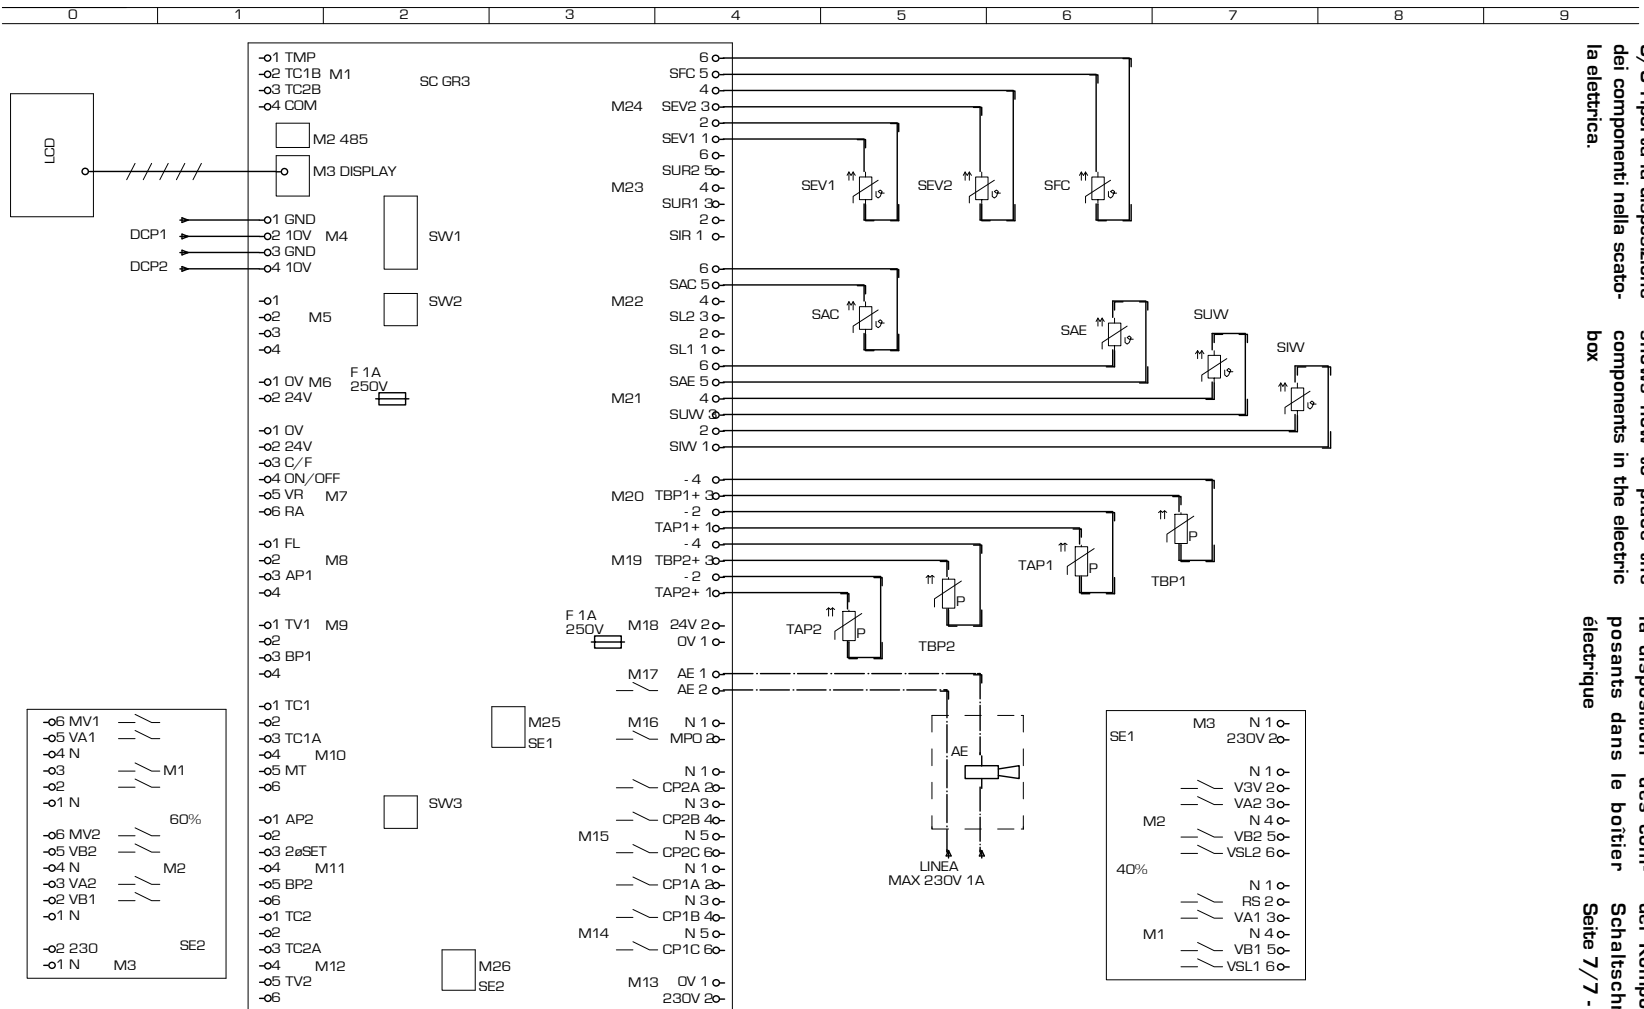 0 1 2 3 4 5 6 7 8 9
LCD
DCP1
DCP2
SC GR3
1 TMP
2 TC1B M1
3 TC2B
4 COM
M2 485
M3 DISPLAY
1 GND
2 10V M4
3 GND
4 10V
SW1
1
2 M5
3
4
SW2
1 0V M6
2 24V
F 1A
250V
1 0V
2 24V
3 C/F
4 ON/OFF
5 VR M7
6 RA
1 FL
2 M8
3 AP1
4
1 TV1 M9
2
3 BP1
4
1 TC1
2
3 TC1A
4 M10
5 MT
6
1 AP2
2
3 2øSET
4 M11
5 BP2
6
1 TC2
2
3 TC2A
4 M12
5 TV2
6
F 1A
250V
M25
SE1
SW3
M26
SE2
6
SFC 5
4
M24 SEV2 3
2
SEV1 1
6
SUR2 5
M23 4
SUR1 3
2
SIR 1
6
SAC 5
M22 4
SL2 3
2
SL1 1
6
SAE 5
M21 4
SUW 3
2
SIW 1
- 4
M20 TBP1+ 3
- 2
TAP1+ 1
- 4
M19 TBP2+ 3
- 2
TAP2+ 1
M18 24V 2
0V 1
M17 AE 1
AE 2
M16 N 1
MPO 2
N 1
CP2A 2
N 3
CP2B 4
M15 N 5
CP2C 6
N 1
CP1A 2
N 3
CP1B 4
M14 N 5
CP1C 6
M13 0V 1
230V 2
SEV1
SEV2
SFC
SAC
SAE
SUW
SIW
TAP2 P
TBP2 P
TAP1 P
TBP1 P
AE
LINEA
MAX 230V 1A
6 MV1
5 VA1
4 N
3 M1
2
1 N
60%
6 MV2
5 VB2
4 N M2
3 VA2
2 VB1
1 N
2 230 SE2
1 N M3
SE1 M3 N 1
230V 2
N 1
V3V 2
VA2 3
M2 N 4
VB2 5
VSL2 6
40%
N 1
RS 2
VA1 3
M1 N 4
VB1 5
VSL1 6
dei componenti nella scato-
la elettrica.
components in the electric
box
posants dans le boîtier
électrique
Seite 7/7 -